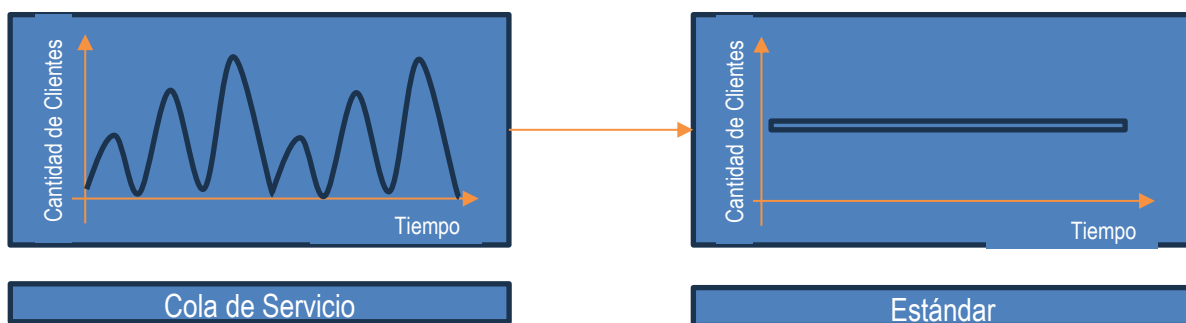 Cantidad de Clientes
Tiempo
Cantidad de Clientes
Tiempo
Cola de Servicio
Estándar